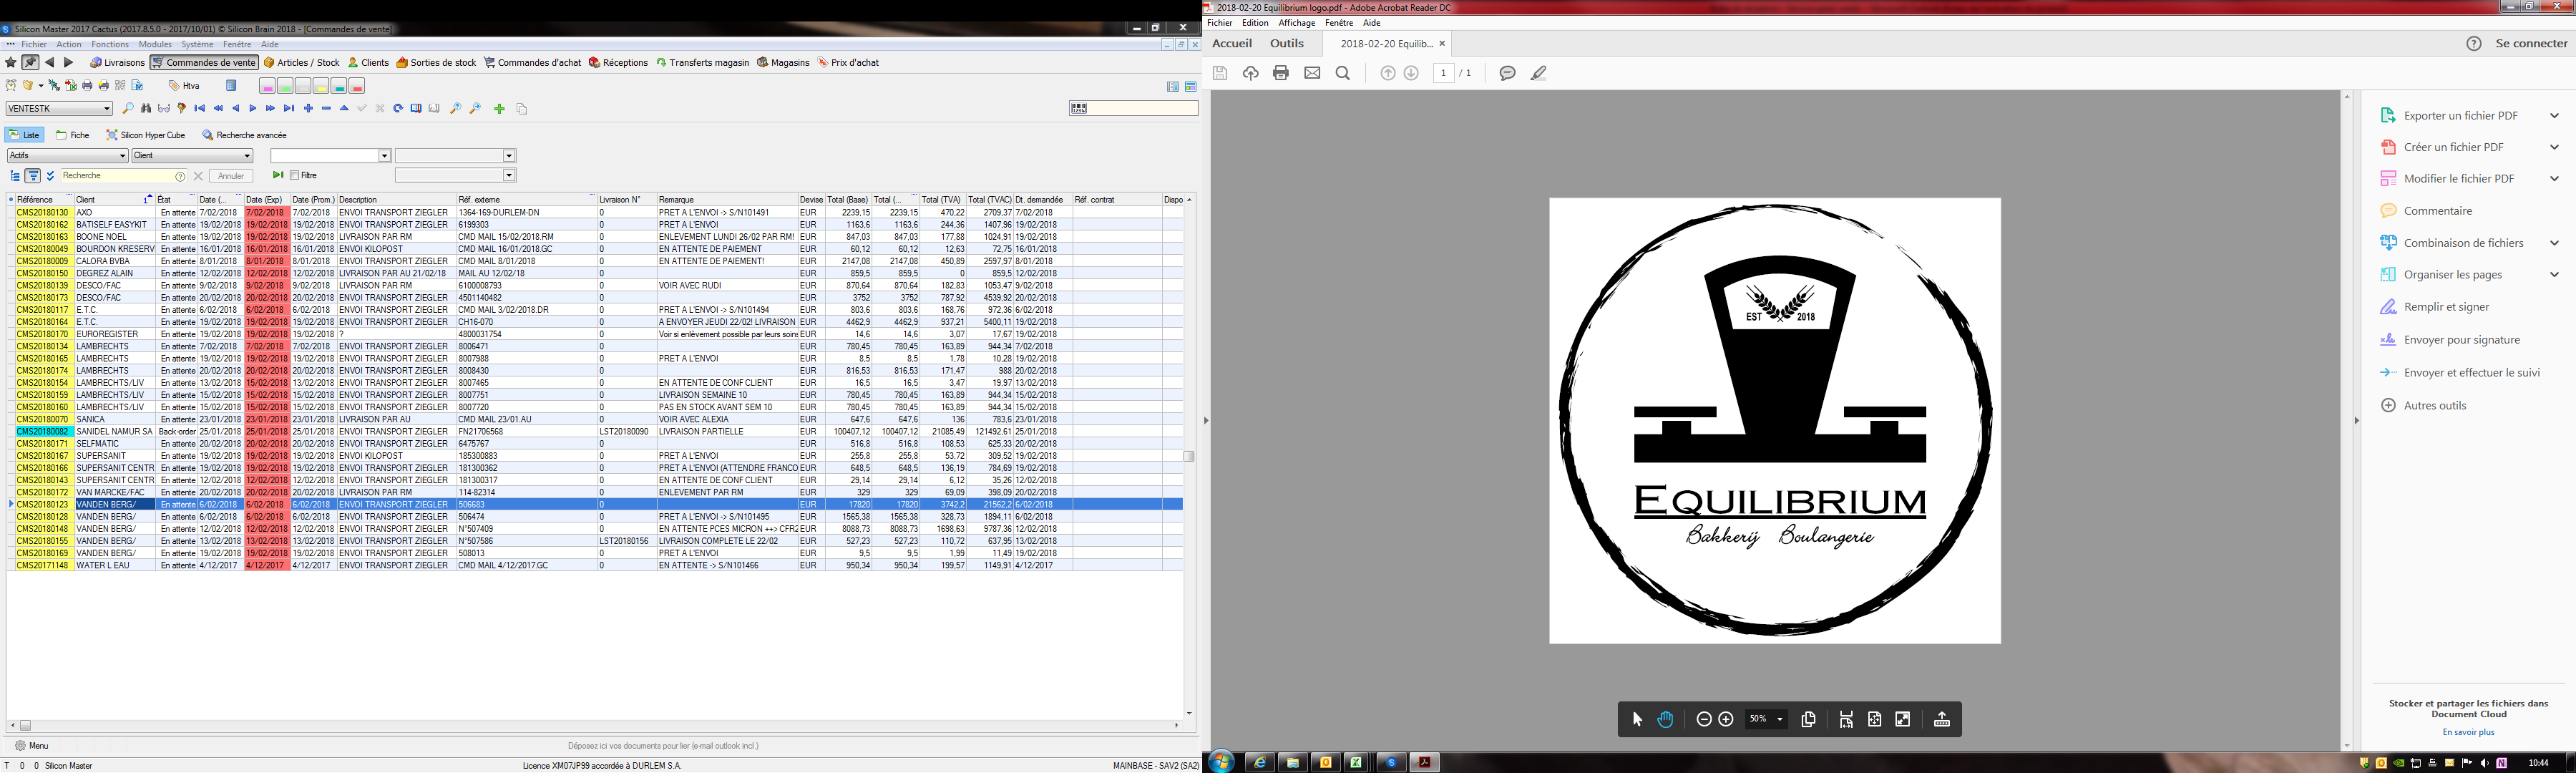 Silicon Master 2017 Cactus (2017.8.5.0 - 2017/10/01) © Silicon Brain 2018 - [Commandes de vente]
Fichier Action Fonctions Modules Système Fenêtre Aide
Livraisons Commandes de vente Articles / Stock Clients Sorties de stock Commandes d'achat Réceptions Transferts magasin Magasins Prix d'achat
Htva
VENTESTK
Liste Fiche Silicon Hyper Cube Recherche avancée
Actifs Client
Recherche Annuler Filtre
Référence Client 1 État Date (... Date (Exp) Date (Prom.) Description Réf. externe Livraison N° Remarque Devise Total (Base) Total (... Total (TVA) Total (TVAC) Dt. demandée Réf. contrat Dispo
CMS20180130 AXO En attente 7/02/2018 7/02/2018 7/02/2018 ENVOI TRANSPORT ZIEGLER 1364-169-DURLEM-DN 0 PRET A L'ENVOI -> S/N101491 EUR 2239,15 2239,15 470,22 2709,37 7/02/2018
CMS20180162 BATISELF EASYKIT En attente 19/02/2018 19/02/2018 19/02/2018 ENVOI TRANSPORT ZIEGLER 6199303 0 PRET A L'ENVOI EUR 1163,6 1163,6 244,36 1407,96 19/02/2018
CMS20180163 BOONE NOEL En attente 19/02/2018 19/02/2018 19/02/2018 LIVRAISON PAR RM CMD MAIL 15/02/2018.RM 0 ENLEVEMENT LUNDI 26/02 PAR RM! EUR 847,03 847,03 177,88 1024,91 19/02/2018
CMS20180049 BOURDON KRESERV En attente 16/01/2018 16/01/2018 16/01/2018 ENVOI KILOPOST CMD MAIL 16/01/2018.GC 0 EN ATTENTE DE PAIEMENT EUR 60,12 60,12 12,63 72,75 16/01/2018
CMS20180009 CALORA BVBA En attente 8/01/2018 8/01/2018 8/01/2018 ENVOI TRANSPORT ZIEGLER CMD MAIL 8/01/2018 0 EN ATTENTE DE PAIEMENT! EUR 2147,08 2147,08 450,89 2597,97 8/01/2018
CMS20180150 DEGREZ ALAIN En attente 12/02/2018 12/02/2018 12/02/2018 LIVRAISON PAR AU 21/02/18 MAIL AU 12/02/18 0 EUR 859,5 859,5 0 859,5 12/02/2018
CMS20180139 DESCO/FAC En attente 9/02/2018 9/02/2018 9/02/2018 LIVRAISON PAR RM 6100008793 0 VOIR AVEC RUDI EUR 870,64 870,64 182,83 1053,47 9/02/2018
CMS20180173 DESCO/FAC En attente 20/02/2018 20/02/2018 20/02/2018 ENVOI TRANSPORT ZIEGLER 4501140482 0 EUR 3752 3752 787,92 4539,92 20/02/2018
CMS20180117 E.T.C. En attente 6/02/2018 6/02/2018 6/02/2018 ENVOI TRANSPORT ZIEGLER CMD MAIL 3/02/2018.DR 0 PRET A L'ENVOI -> S/N101494 EUR 803,6 803,6 168,76 972,36 6/02/2018
CMS20180164 E.T.C. En attente 19/02/2018 19/02/2018 19/02/2018 ENVOI TRANSPORT ZIEGLER CH16-070 0 A ENVOYER JEUDI 22/02! LIVRAISON EUR 4462,9 4462,9 937,21 5400,11 19/02/2018
CMS20180170 EUROREGISTER En attente 19/02/2018 19/02/2018 19/02/2018 ? 4800031754 0 Voir si enlèvement possible par leurs soins EUR 14,6 14,6 3,07 17,67 19/02/2018
CMS20180134 LAMBRECHTS En attente 7/02/2018 7/02/2018 7/02/2018 ENVOI TRANSPORT ZIEGLER 8006471 0 EUR 780,45 780,45 163,89 944,34 7/02/2018
CMS20180165 LAMBRECHTS En attente 19/02/2018 19/02/2018 19/02/2018 ENVOI TRANSPORT ZIEGLER 8007988 0 PRET A L'ENVOI EUR 8,5 8,5 1,78 10,28 19/02/2018
CMS20180174 LAMBRECHTS En attente 20/02/2018 20/02/2018 20/02/2018 ENVOI TRANSPORT ZIEGLER 8008430 0 EUR 816,53 816,53 171,47 988 20/02/2018
CMS20180154 LAMBRECHTS/LIV En attente 13/02/2018 15/02/2018 13/02/2018 ENVOI TRANSPORT ZIEGLER 8007465 0 EN ATTENTE DE CONF CLIENT EUR 16,5 16,5 3,47 19,97 13/02/2018
CMS20180159 LAMBRECHTS/LIV En attente 15/02/2018 15/02/2018 15/02/2018 ENVOI TRANSPORT ZIEGLER 8007751 0 LIVRAISON SEMAINE 10 EUR 780,45 780,45 163,89 944,34 15/02/2018
CMS20180160 LAMBRECHTS/LIV En attente 15/02/2018 15/02/2018 15/02/2018 ENVOI TRANSPORT ZIEGLER 8007720 0 PAS EN STOCK AVANT SEM 10 EUR 780,45 780,45 163,89 944,34 15/02/2018
CMS20180070 SANICA En attente 23/01/2018 23/01/2018 23/01/2018 LIVRAISON PAR AU CMD MAIL 23/01.AU 0 VOIR AVEC ALEXIA EUR 647,6 647,6 136 783,6 23/01/2018
CMS20180082 SANIDEL NAMUR SA Back-order 25/01/2018 25/01/2018 25/01/2018 ENVOI TRANSPORT ZIEGLER FN21706568 LST20180090 LIVRAISON PARTIELLE EUR 100407,12 100407,12 21085,49 121492,61 25/01/2018
CMS20180171 SELFMATIC En attente 20/02/2018 20/02/2018 20/02/2018 ENVOI TRANSPORT ZIEGLER 6475767 0 EUR 516,8 516,8 108,53 625,33 20/02/2018
CMS20180167 SUPERSANIT En attente 19/02/2018 19/02/2018 19/02/2018 ENVOI KILOPOST 185300883 0 PRET A L'ENVOI EUR 255,8 255,8 53,72 309,52 19/02/2018
CMS20180166 SUPERSANIT CENTR En attente 19/02/2018 19/02/2018 19/02/2018 ENVOI TRANSPORT ZIEGLER 181300362 0 PRET A L'ENVOI (ATTENDRE FRANCO EUR 648,5 648,5 136,19 784,69 19/02/2018
CMS20180143 SUPERSANIT CENTR En attente 12/02/2018 12/02/2018 12/02/2018 ENVOI TRANSPORT ZIEGLER 181300317 0 EN ATTENTE DE CONF CLIENT EUR 29,14 29,14 6,12 35,26 12/02/2018
CMS20180172 VAN MARCKE/FAC En attente 20/02/2018 20/02/2018 20/02/2018 LIVRAISON PAR RM 114-82314 0 ENLEVEMENT PAR RM EUR 329 329 69,09 398,09 20/02/2018
CMS20180123 VANDEN BERG/ En attente 6/02/2018 6/02/2018 6/02/2018 ENVOI TRANSPORT ZIEGLER 506683 0 EUR 17820 17820 3742,2 21562,2 6/02/2018
CMS20180128 VANDEN BERG/ En attente 6/02/2018 6/02/2018 6/02/2018 ENVOI TRANSPORT ZIEGLER 506474 0 PRET A L'ENVOI -> S/N101495 EUR 1565,38 1565,38 328,73 1894,11 6/02/2018
CMS20180148 VANDEN BERG/ En attente 12/02/2018 12/02/2018 12/02/2018 ENVOI TRANSPORT ZIEGLER N°507409 0 EN ATTENTE PCES MICRON ++> CFR2 EUR 8088,73 8088,73 1698,63 9787,36 12/02/2018
CMS20180155 VANDEN BERG/ En attente 13/02/2018 13/02/2018 13/02/2018 ENVOI TRANSPORT ZIEGLER N°507586 LST20180156 LIVRAISON COMPLETE LE 22/02 EUR 527,23 527,23 110,72 637,95 13/02/2018
CMS20180169 VANDEN BERG/ En attente 19/02/2018 19/02/2018 19/02/2018 ENVOI TRANSPORT ZIEGLER 508013 0 PRET A L'ENVOI EUR 9,5 9,5 1,99 11,49 19/02/2018
CMS20171148 WATER L EAU En attente 4/12/2017 4/12/2017 4/12/2017 ENVOI TRANSPORT ZIEGLER CMD MAIL 4/12/2017.GC 0 EN ATTENTE -> S/N101466 EUR 950,34 950,34 199,57 1149,91 4/12/2017
Menu Déposez ici vos documents pour lier (e-mail outlook incl.)
T 0 0 Silicon Master Licence XM07JP99 accordée à DURLEM S.A. MAINBASE - SAV2 (SA2)
2018-02-20 Equilibrium logo.pdf - Adobe Acrobat Reader DC
Fichier Edition Affichage Fenêtre Aide
Accueil Outils 2018-02-20 Equilib... × Se connecter
1 / 1
EST 2018
EQUILIBRIUM
Bakkerij Boulangerie
50%
Exporter un fichier PDF
Créer un fichier PDF
Modifier le fichier PDF
Commentaire
Combinaison de fichiers
Organiser les pages
Remplir et signer
Envoyer pour signature
Envoyer et effectuer le suivi
Autres outils
Stocker et partager les fichiers dans
Document Cloud
En savoir plus
10:44